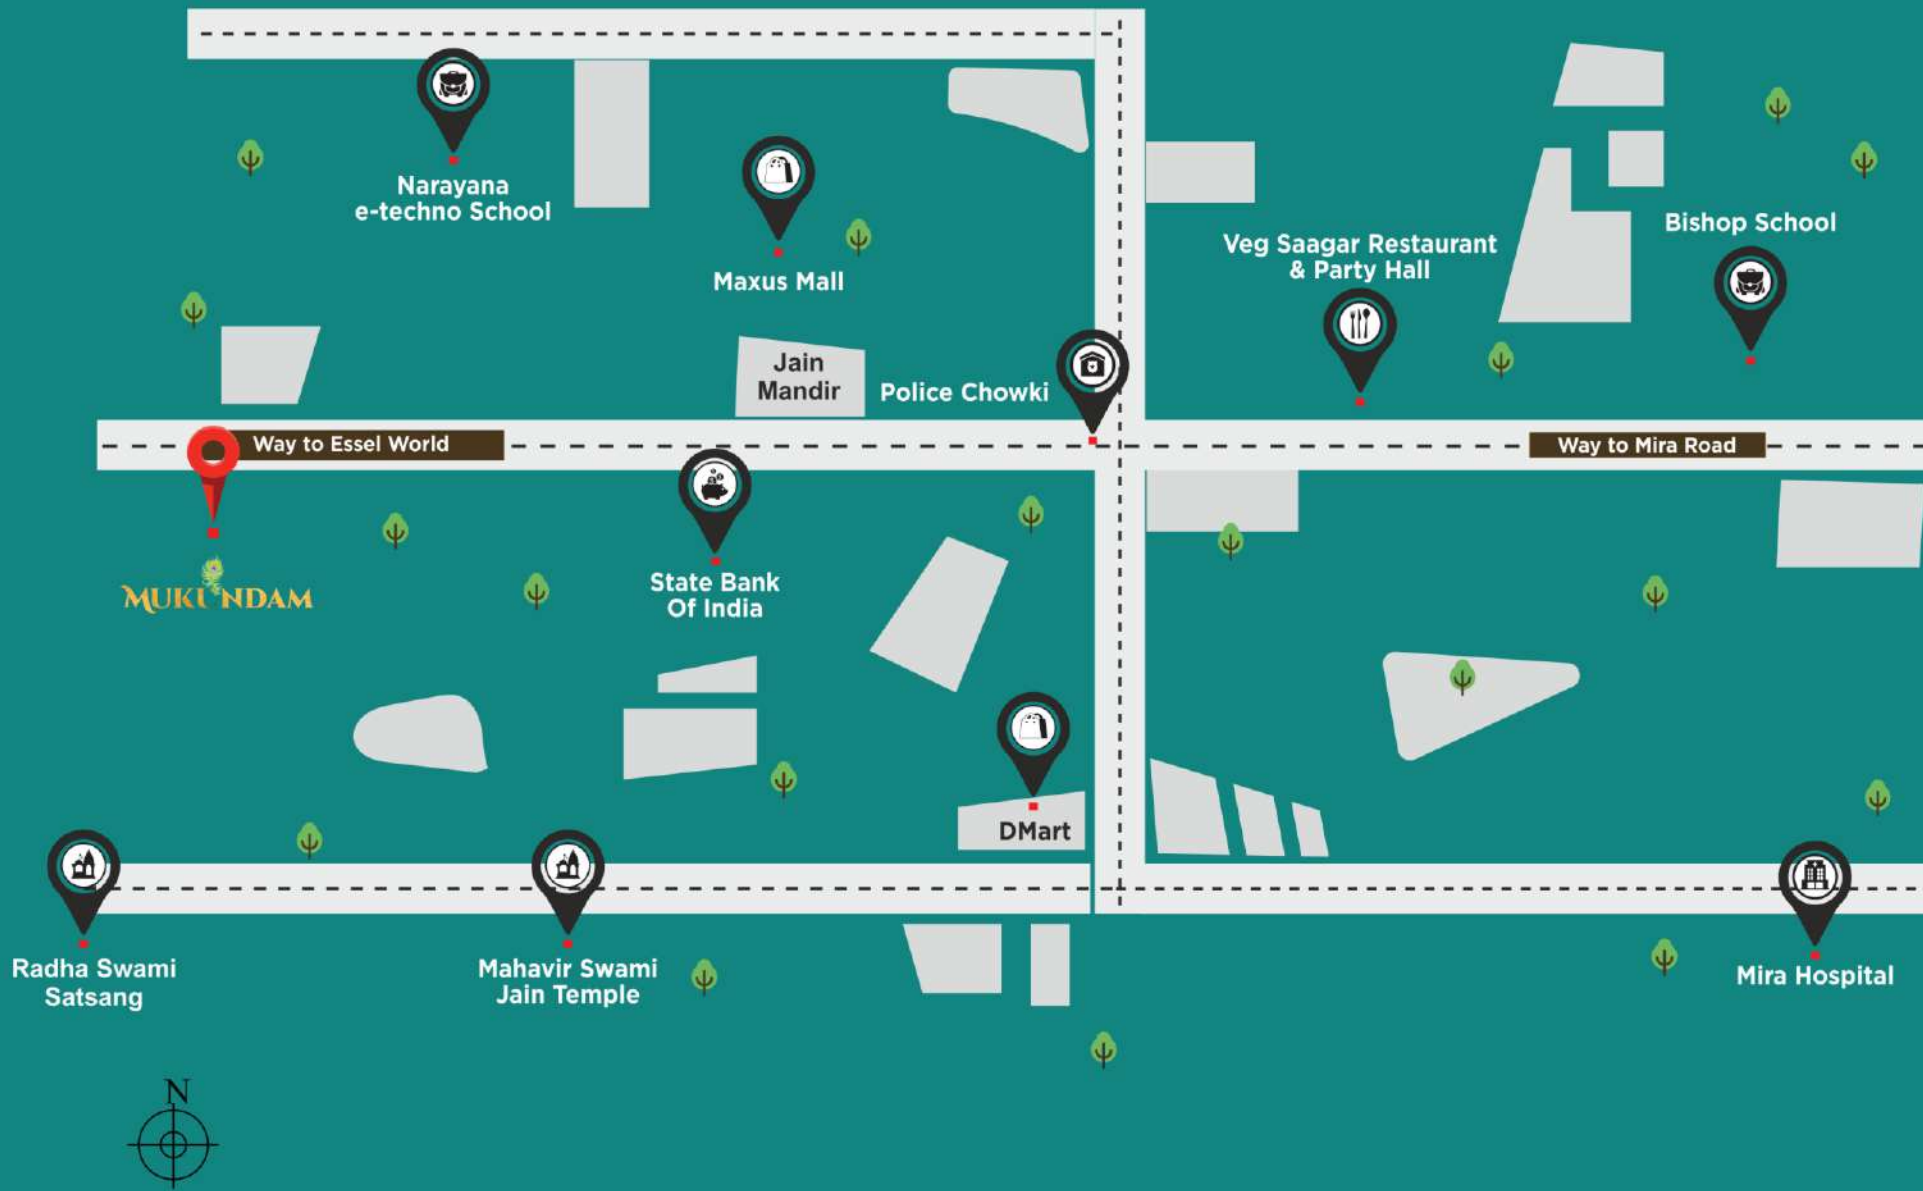 Narayana
e-techno School
Maxus Mall
Veg Saagar Restaurant
& Party Hall
Bishop School
Jain
Mandir
Police Chowki
Way to Essel World
Way to Mira Road
MUKUNDAM
State Bank
Of India
DMart
Radha Swami
Satsang
Mahavir Swami
Jain Temple
Mira Hospital
N